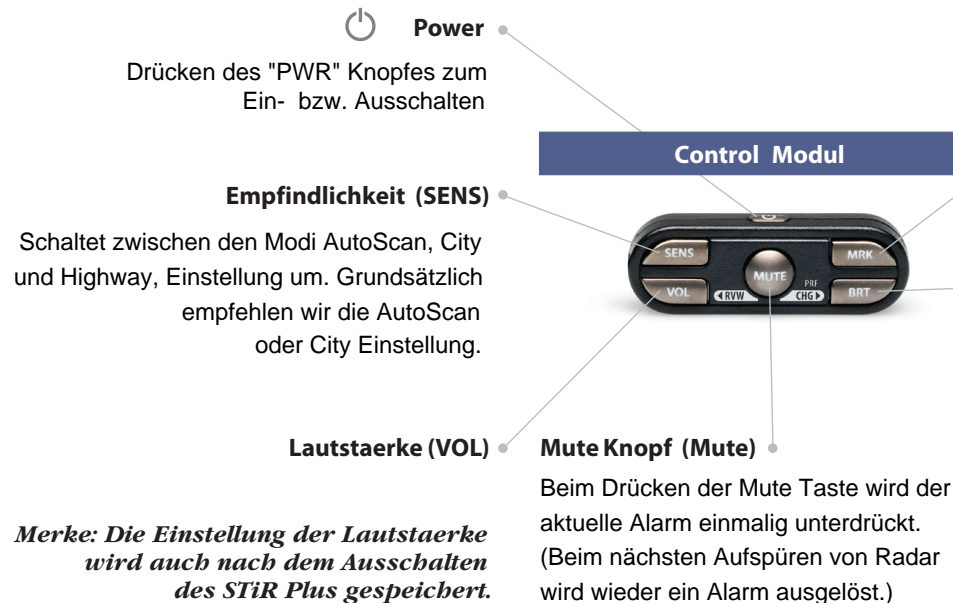 Power
Drücken des "PWR" Knopfes zum
Ein- bzw. Ausschalten
Control Modul
Empfindlichkeit (SENS)
Schaltet zwischen den Modi AutoScan, City
und Highway, Einstellung um. Grundsätzlich
empfehlen wir die AutoScan
oder City Einstellung.
SENS
MUTE
MRK
VOL
RVW
PRF
CHG
BRT
Lautstaerke (VOL)
Merke: Die Einstellung der Lautstaerke
wird auch nach dem Ausschalten
des STiR Plus gespeichert.
Mute Knopf (Mute)
Beim Drücken der Mute Taste wird der
aktuelle Alarm einmalig unterdrückt.
(Beim nächsten Aufspüren von Radar
wird wieder ein Alarm ausgelöst.)